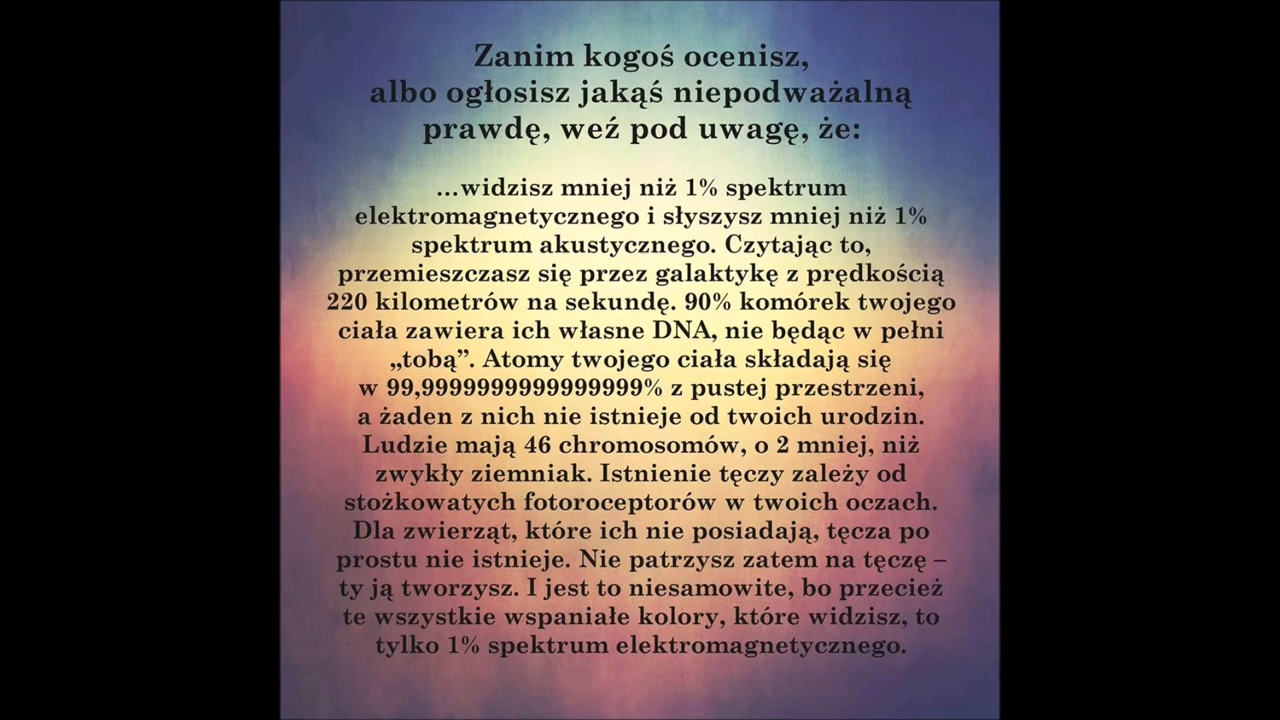 Zanim kogoś ocenisz,
albo ogłosisz jakąś niepodważalną
prawdę, weź pod uwagę, że:
...widzisz mniej niż 1% spektrum
elektromagnetycznego i słyszysz mniej niż 1%
spektrum akustycznego. Czytając to,
przemieszczasz się przez galaktykę z prędkością
220 kilometrów na sekundę. 90% komórek twojego
ciała zawiera ich własne DNA, nie będąc w pełni
„tobą”. Atomy twojego ciała składają się
w 99,99999999999999999% z pustej przestrzeni,
a żaden z nich nie istnieje od twoich urodzin.
Ludzie mają 46 chromosomów, o 2 mniej, niż
zwykły ziemniak. Istnienie tęczy zależy od
stożkowatych fotoroceptorów w twoich oczach.
Dla zwierząt, które ich nie posiadają, tęcza po
prostu nie istnieje. Nie patrzysz zatem na tęczę –
ty ją tworzysz. I jest to niesamowite, bo przecież
te wszystkie wspaniałe kolory, które widzisz, to
tylko 1% spektrum elektromagnetycznego.